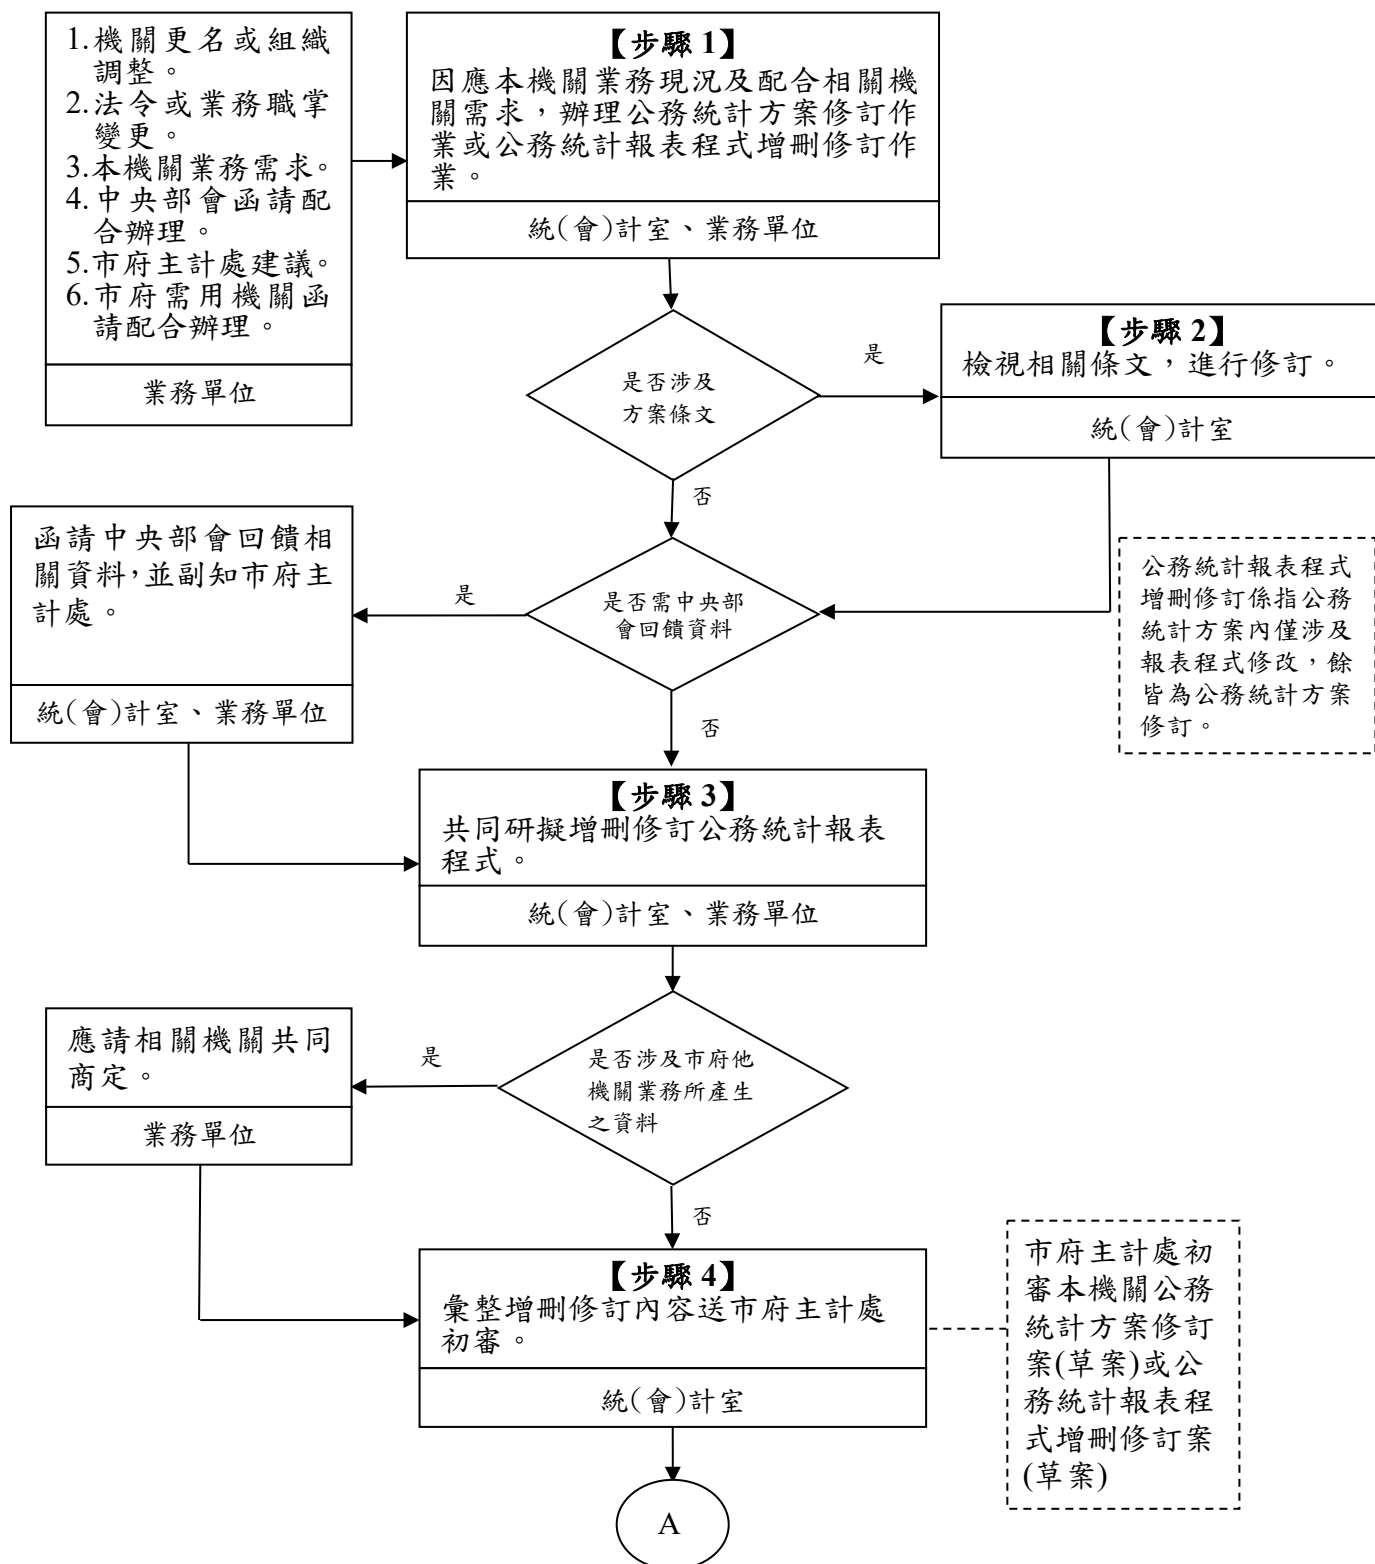 1.機關更名或組織
調整。
2.法令或業務職掌
變更。
3.本機關業務需求。
4.中央部會函請配
合辦理。
5.市府主計處建議。
6.市府需用機關函
請配合辦理。
業務單位
【步驟 1】
因應本機關業務現況及配合相關機
關需求，辦理公務統計方案修訂作
業或公務統計報表程式增刪修訂作
業。
統(會)計室、業務單位
是否涉及
方案條文
是
【步驟 2】
檢視相關條文，進行修訂。
統(會)計室
否
公務統計報表程式
增刪修訂係指公務
統計方案內僅涉及
報表程式修改，餘
皆為公務統計方案
修訂。
是否需中央部
會回饋資料
是
函請中央部會回饋相
關資料，並副知市府主
計處。
統(會)計室、業務單位
否
【步驟 3】
共同研擬增刪修訂公務統計報表
程式。
統(會)計室、業務單位
是否涉及市府他
機關業務所產生
之資料
是
應請相關機關共同
商定。
業務單位
否
【步驟 4】
彙整增刪修訂內容送市府主計處
初審。
統(會)計室
市府主計處初
審本機關公務
統計方案修訂
案(草案)或公
務統計報表程
式增刪修訂案
(草案)
A